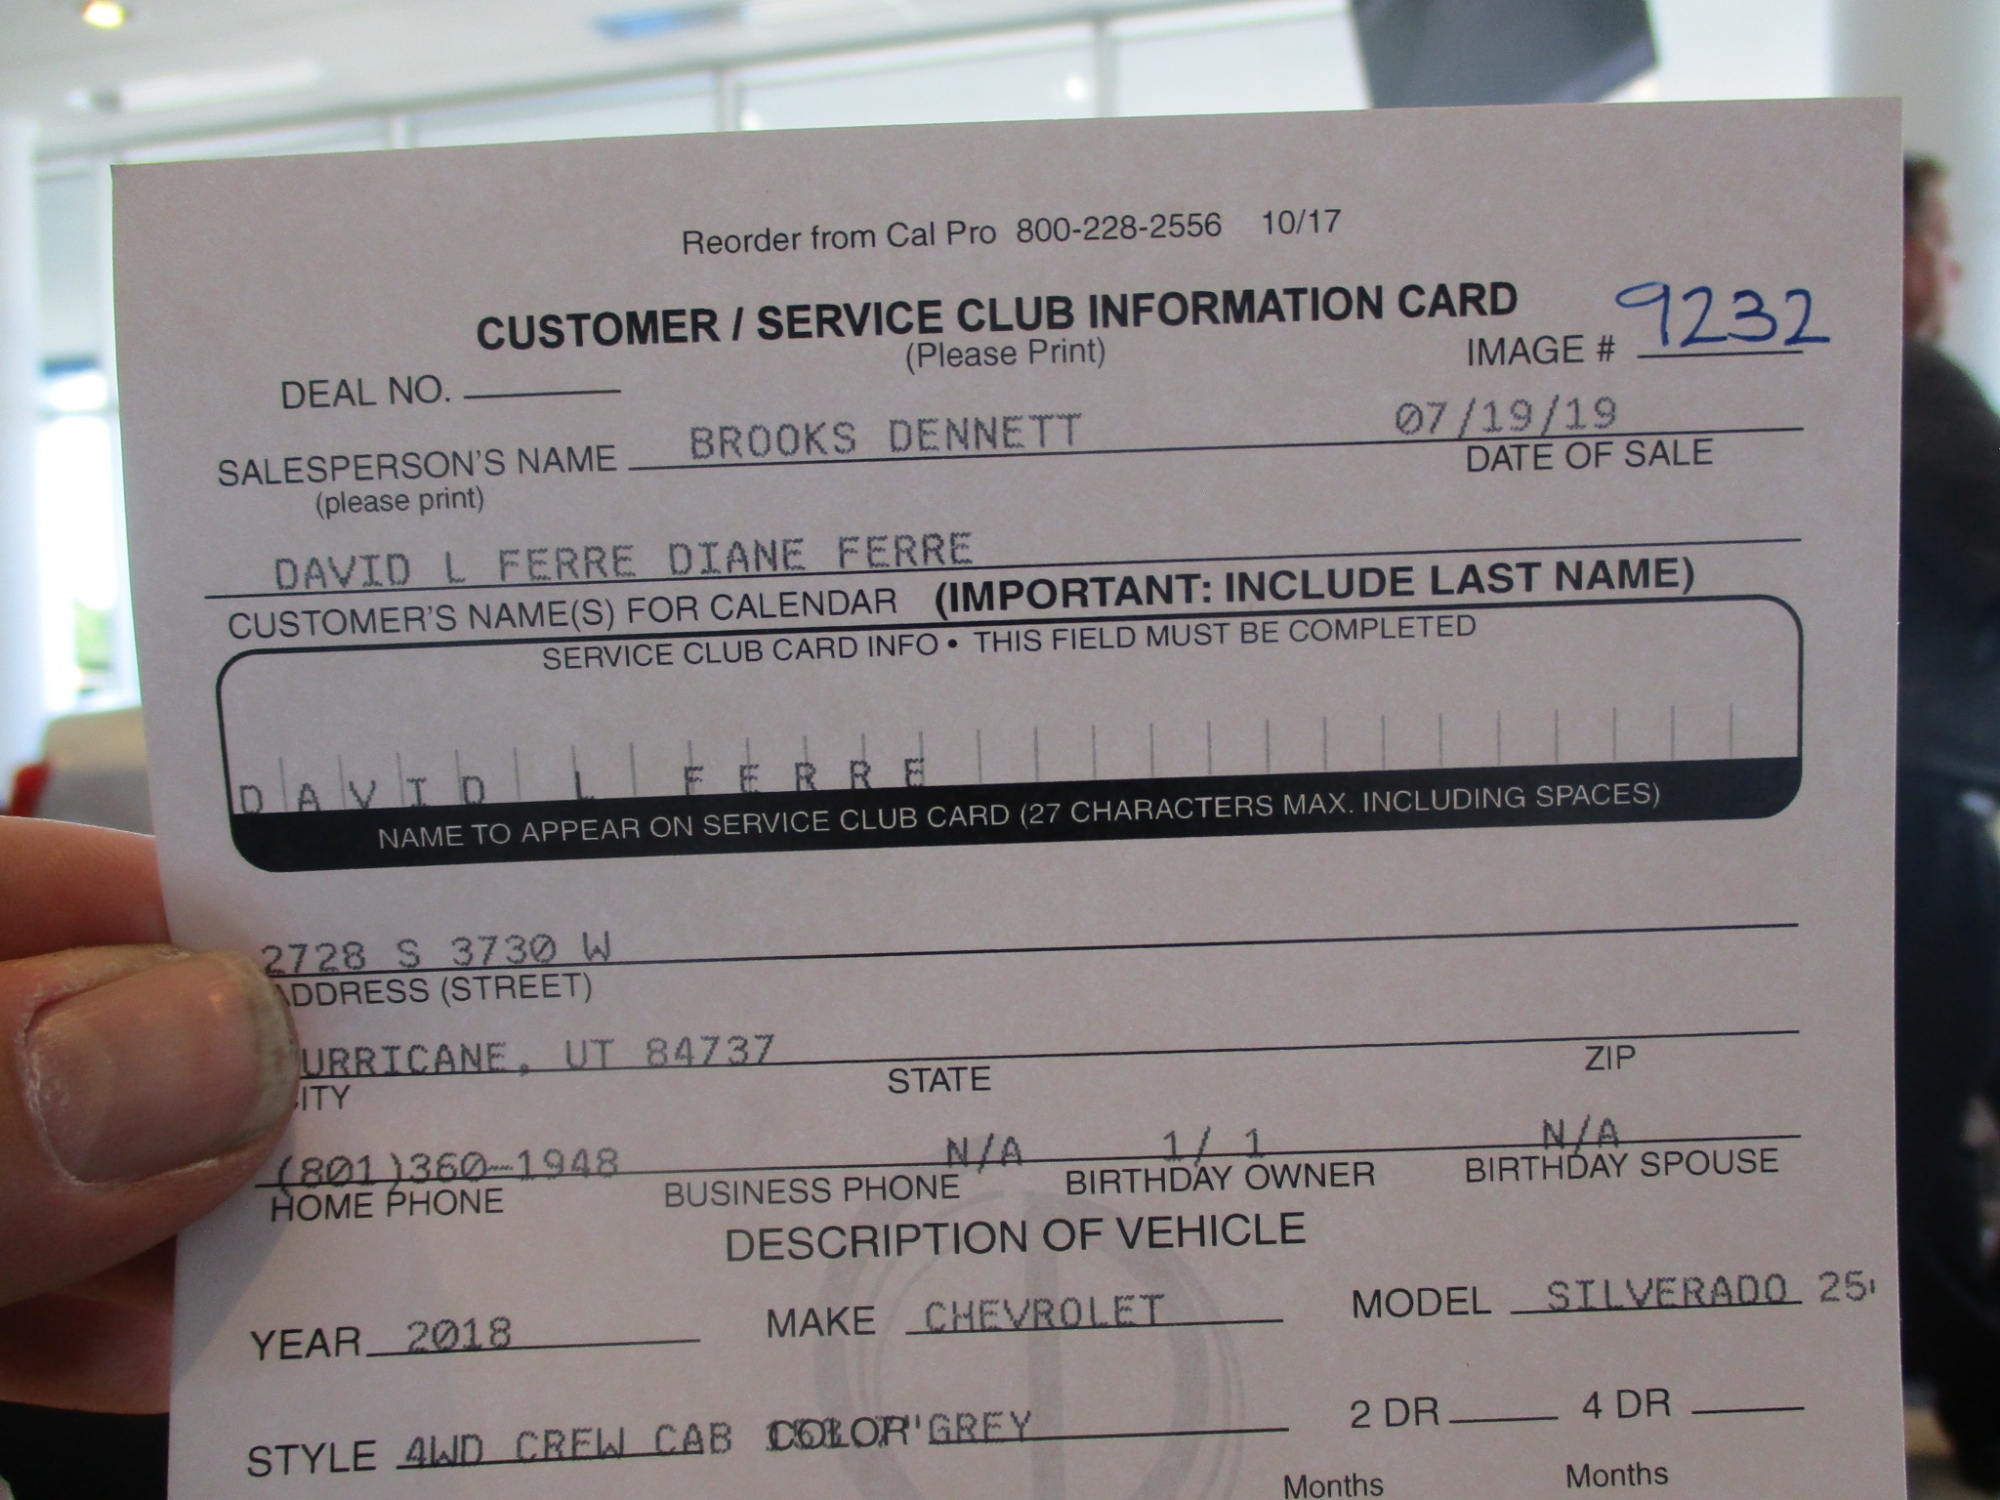 Reorder from Cal Pro 800-228-2556 10/17
CUSTOMER / SERVICE CLUB INFORMATION CARD
(Please Print)
IMAGE # 9232
DEAL NO.
SALESPERSON'S NAME BROOKS DENNETT 07/19/19
(please print) DATE OF SALE
DAVID L FERRE DIANE FERRE
CUSTOMER'S NAME(S) FOR CALENDAR (IMPORTANT: INCLUDE LAST NAME)
SERVICE CLUB CARD INFO • THIS FIELD MUST BE COMPLETED
DAVID L FERRE
NAME TO APPEAR ON SERVICE CLUB CARD (27 CHARACTERS MAX. INCLUDING SPACES)
2728 S 3730 W
ADDRESS (STREET)
URRICANE, UT 84737
ITY STATE ZIP
(801)360-1948 N/A 1/ 1 N/A
HOME PHONE BUSINESS PHONE BIRTHDAY OWNER BIRTHDAY SPOUSE
DESCRIPTION OF VEHICLE
YEAR 2018 MAKE CHEVROLET MODEL SILVERADO 25
STYLE 4WD CREW CAB COLOR GREY 2 DR 4 DR
Months Months